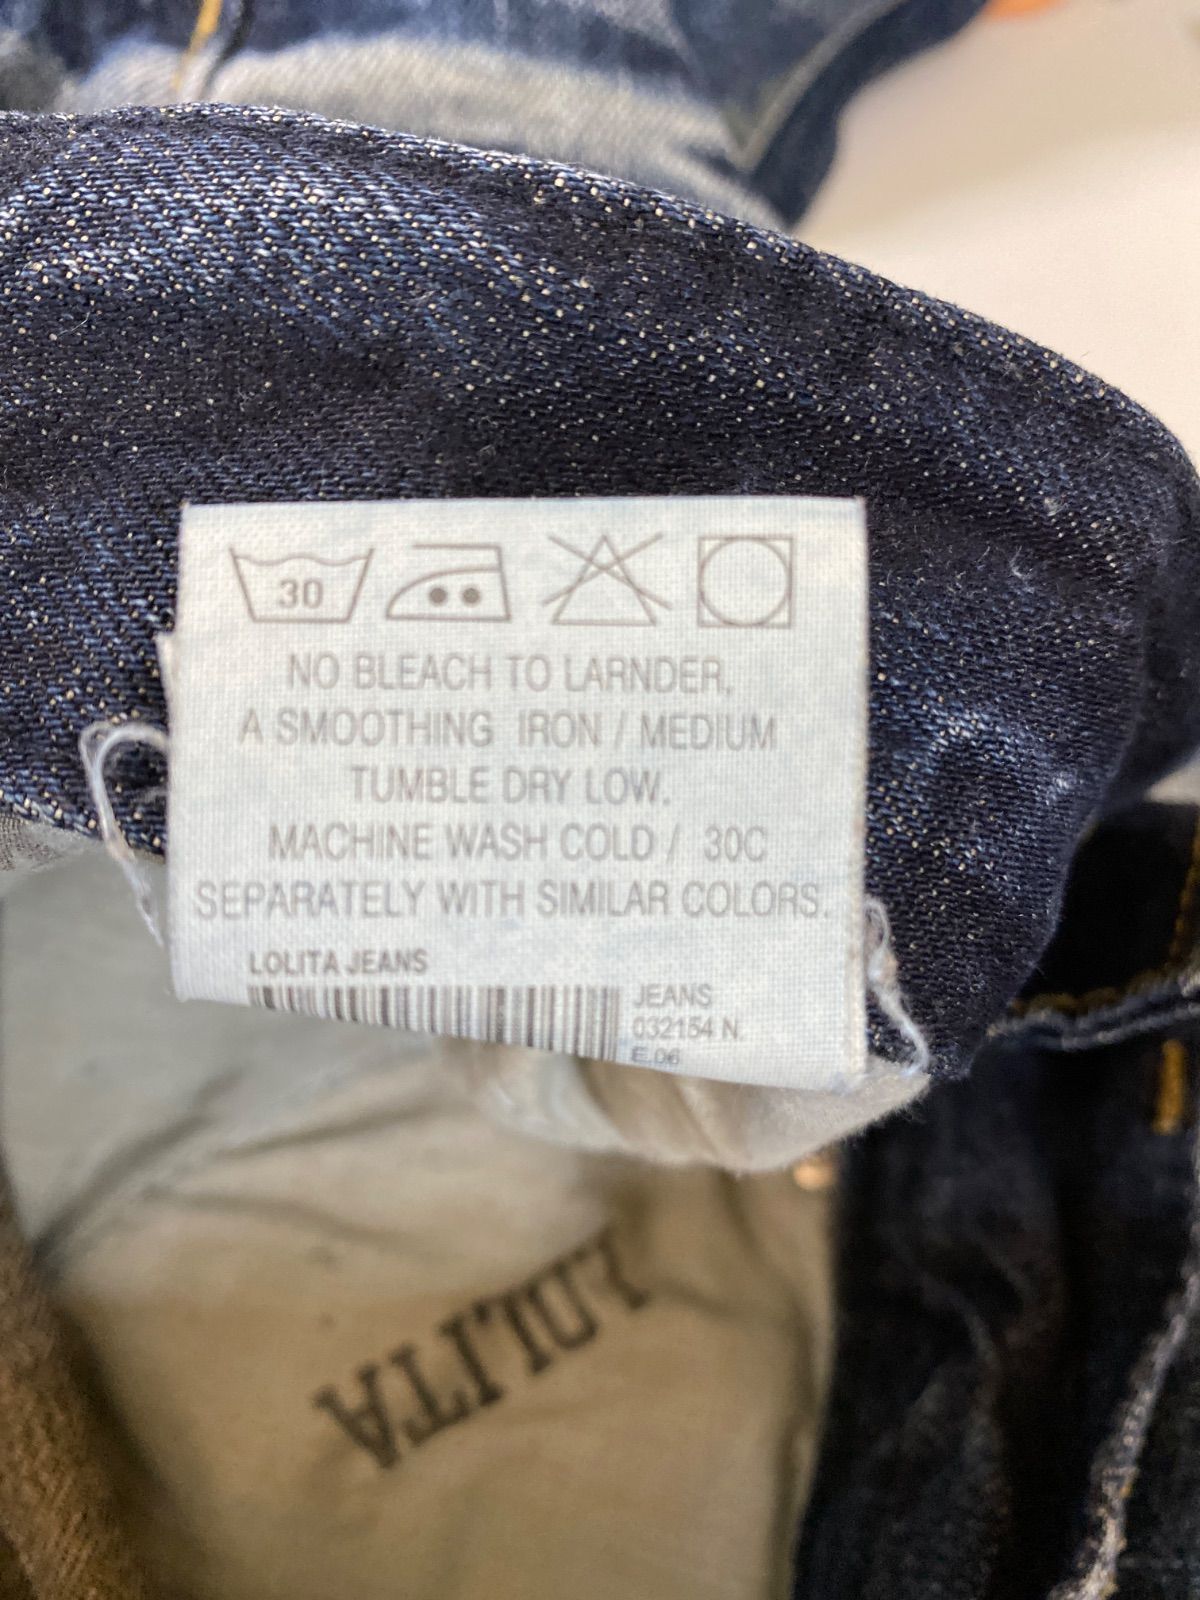 30
NO BLEACH TO LARNDER.
A SMOOTHING IRON / MEDIUM
TUMBLE DRY LOW.
MACHINE WASH COLD / 30C
SEPARATELY WITH SIMILAR COLORS.
LOLITA JEANS
JEANS
032154 N.
E.06
LOLITA